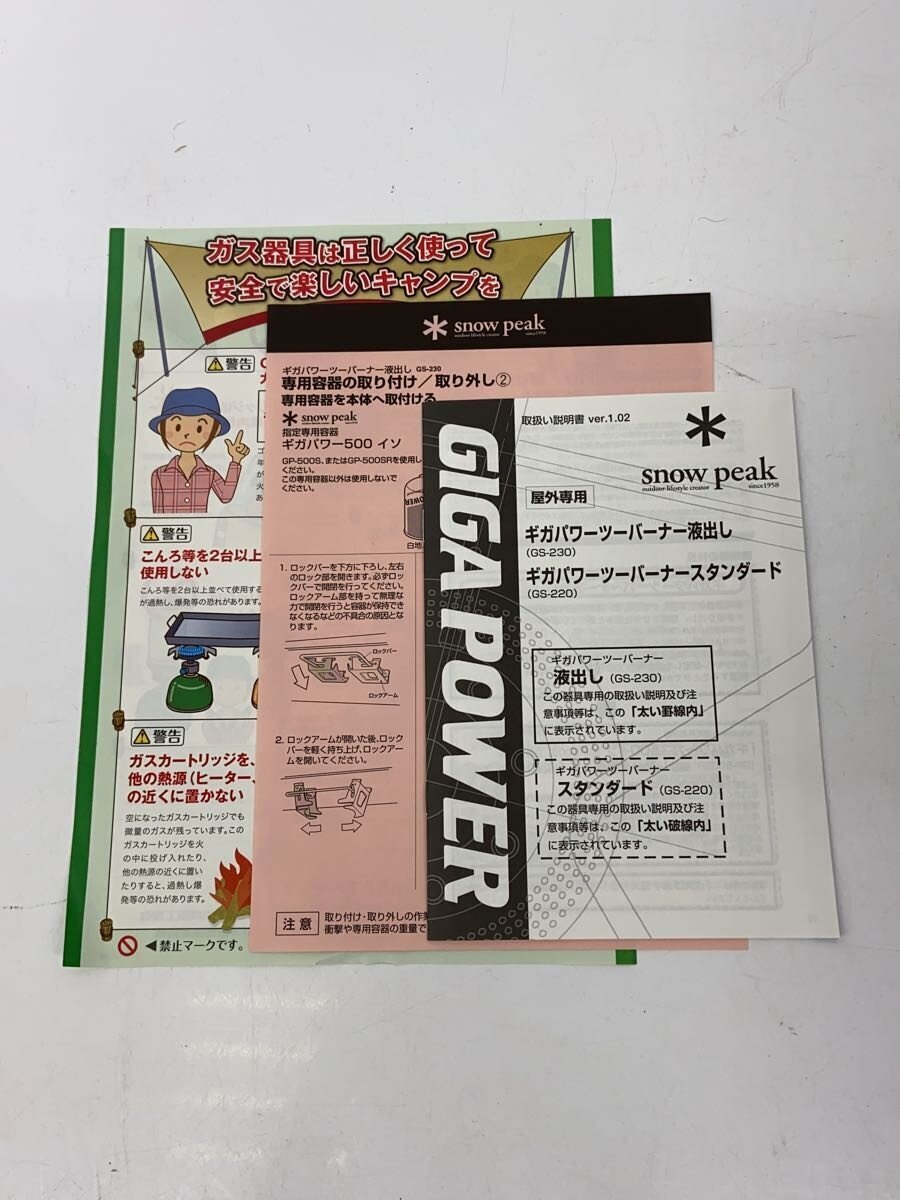 ガス器具は正しく使って
安全で楽しいキャンプを
警告
警告
こんろ等を2台以上
使用しない
こんろ等を2台以上並べて使用する
が過熱し、爆発等の恐れがあります。
警告
ガスカートリッジを、
他の熱源(ヒーター、
の近くに置かない
空になったガスカートリッジでも
微量のガスが残っています。この
ガスカートリッジを火
の中に投げ入れたり、
他の熱源の近くに置い
たりすると、過熱し爆
発等の恐れがあります。
◀禁止マークです。
snow peak
outdoor lifestyle creator since1958
ギガパワーツーバーナー液出し GS-230
専用容器の取り付け/取り外し②
専用容器を本体へ取付ける
snow peak
指定専用容器
ギガパワー500 イソ
GP-500S、またはGP-500SRを使用し
ください。
この専用容器以外は使用しないで
ください。
白地
1. ロックバーを下方に下ろし、左右
のロック部を開きます。必ずロッ
クバーで開閉を行ってください。
ロックアーム部を持って無理な
力で開閉を行うと容器が保持でき
なくなるなどの不具合の原因とな
ります。
ロックバー
ロックアーム
2. ロックアームが開いた後、ロック
バーを軽く持ち上げ、ロックアー
ムを開いてください。
注意
取り付け・取り外しの作業
衝撃や専用容器の重量で
GIGA POWER
取扱い説明書 ver.1.02
snow peak
outdoor lifestyle creator since1958
屋外専用
ギガパワーツーバーナー液出し
(GS-230)
ギガパワーツーバーナースタンダード
(GS-220)
ギガパワーツーバーナー
液出し(GS-230)
この器具専用の取扱い説明及び注
意事項等は、この「太い罫線内」
に表示されています。
ギガパワーツーバーナー
スタンダード(GS-220)
この器具専用の取扱い説明及び注
意事項等は、この「太い破線内」
に表示されています。